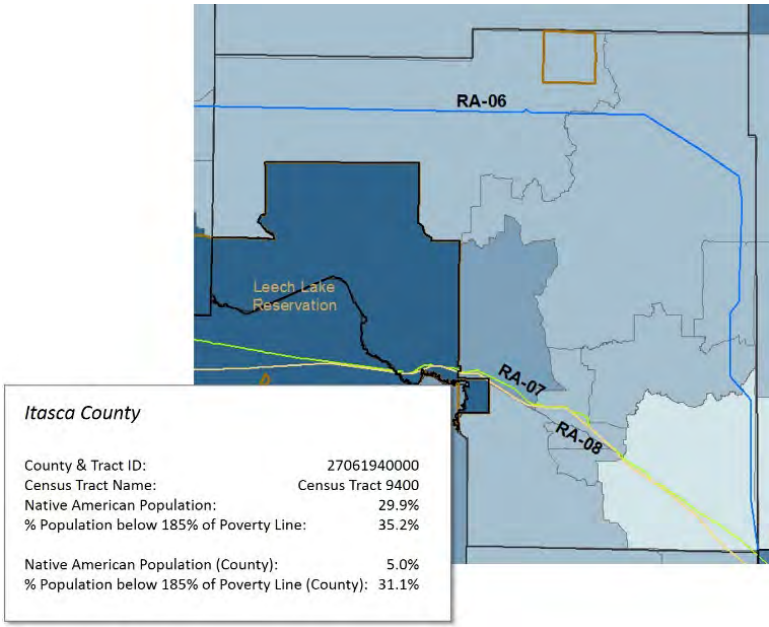 RA-06
Leech Lake
Reservation
RA-07
RA-08
Itasca County
County & Tract ID: 27061940000
Census Tract Name: Census Tract 9400
Native American Population: 29.9%
% Population below 185% of Poverty Line: 35.2%
Native American Population (County): 5.0%
% Population below 185% of Poverty Line (County): 31.1%